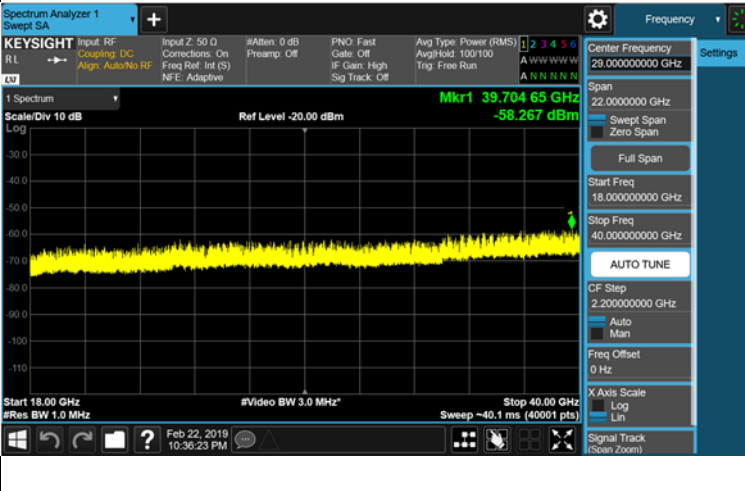 Spectrum Analyzer 1
Swept SA
+
Frequency
KEYSIGHT
RL
LXI
Input: RF
Coupling: DC
Align: Auto/No RF
Input Z: 50 Ω
Corrections: On
Freq Ref: Int (S)
NFE: Adaptive
#Atten: 0 dB
Preamp: Off
PNO: Fast
Gate: Off
IF Gain: High
Sig Track: Off
Avg Type: Power (RMS)
Avg|Hold: 100/100
Trig: Free Run
1 2 3 4 5 6
A W W W W W
A N N N N N
Center Frequency
29.000000000 GHz
Settings
Span
22.0000000 GHz
Swept Span
Zero Span
Full Span
Start Freq
18.000000000 GHz
Stop Freq
40.000000000 GHz
AUTO TUNE
CF Step
2.200000000 GHz
Auto
Man
Freq Offset
0 Hz
X Axis Scale
Log
Lin
Signal Track
(Span Zoom)
1 Spectrum
Scale/Div 10 dB
Log
Ref Level -20.00 dBm
Mkr1 39.704 65 GHz
-58.267 dBm
-30.0
-40.0
-50.0
-60.0
-70.0
-80.0
-90.0
-100
-110
1
Start 18.00 GHz
#Res BW 1.0 MHz
#Video BW 3.0 MHz*
Stop 40.00 GHz
Sweep ~40.1 ms (40001 pts)
?
Feb 22, 2019
10:36:23 PM